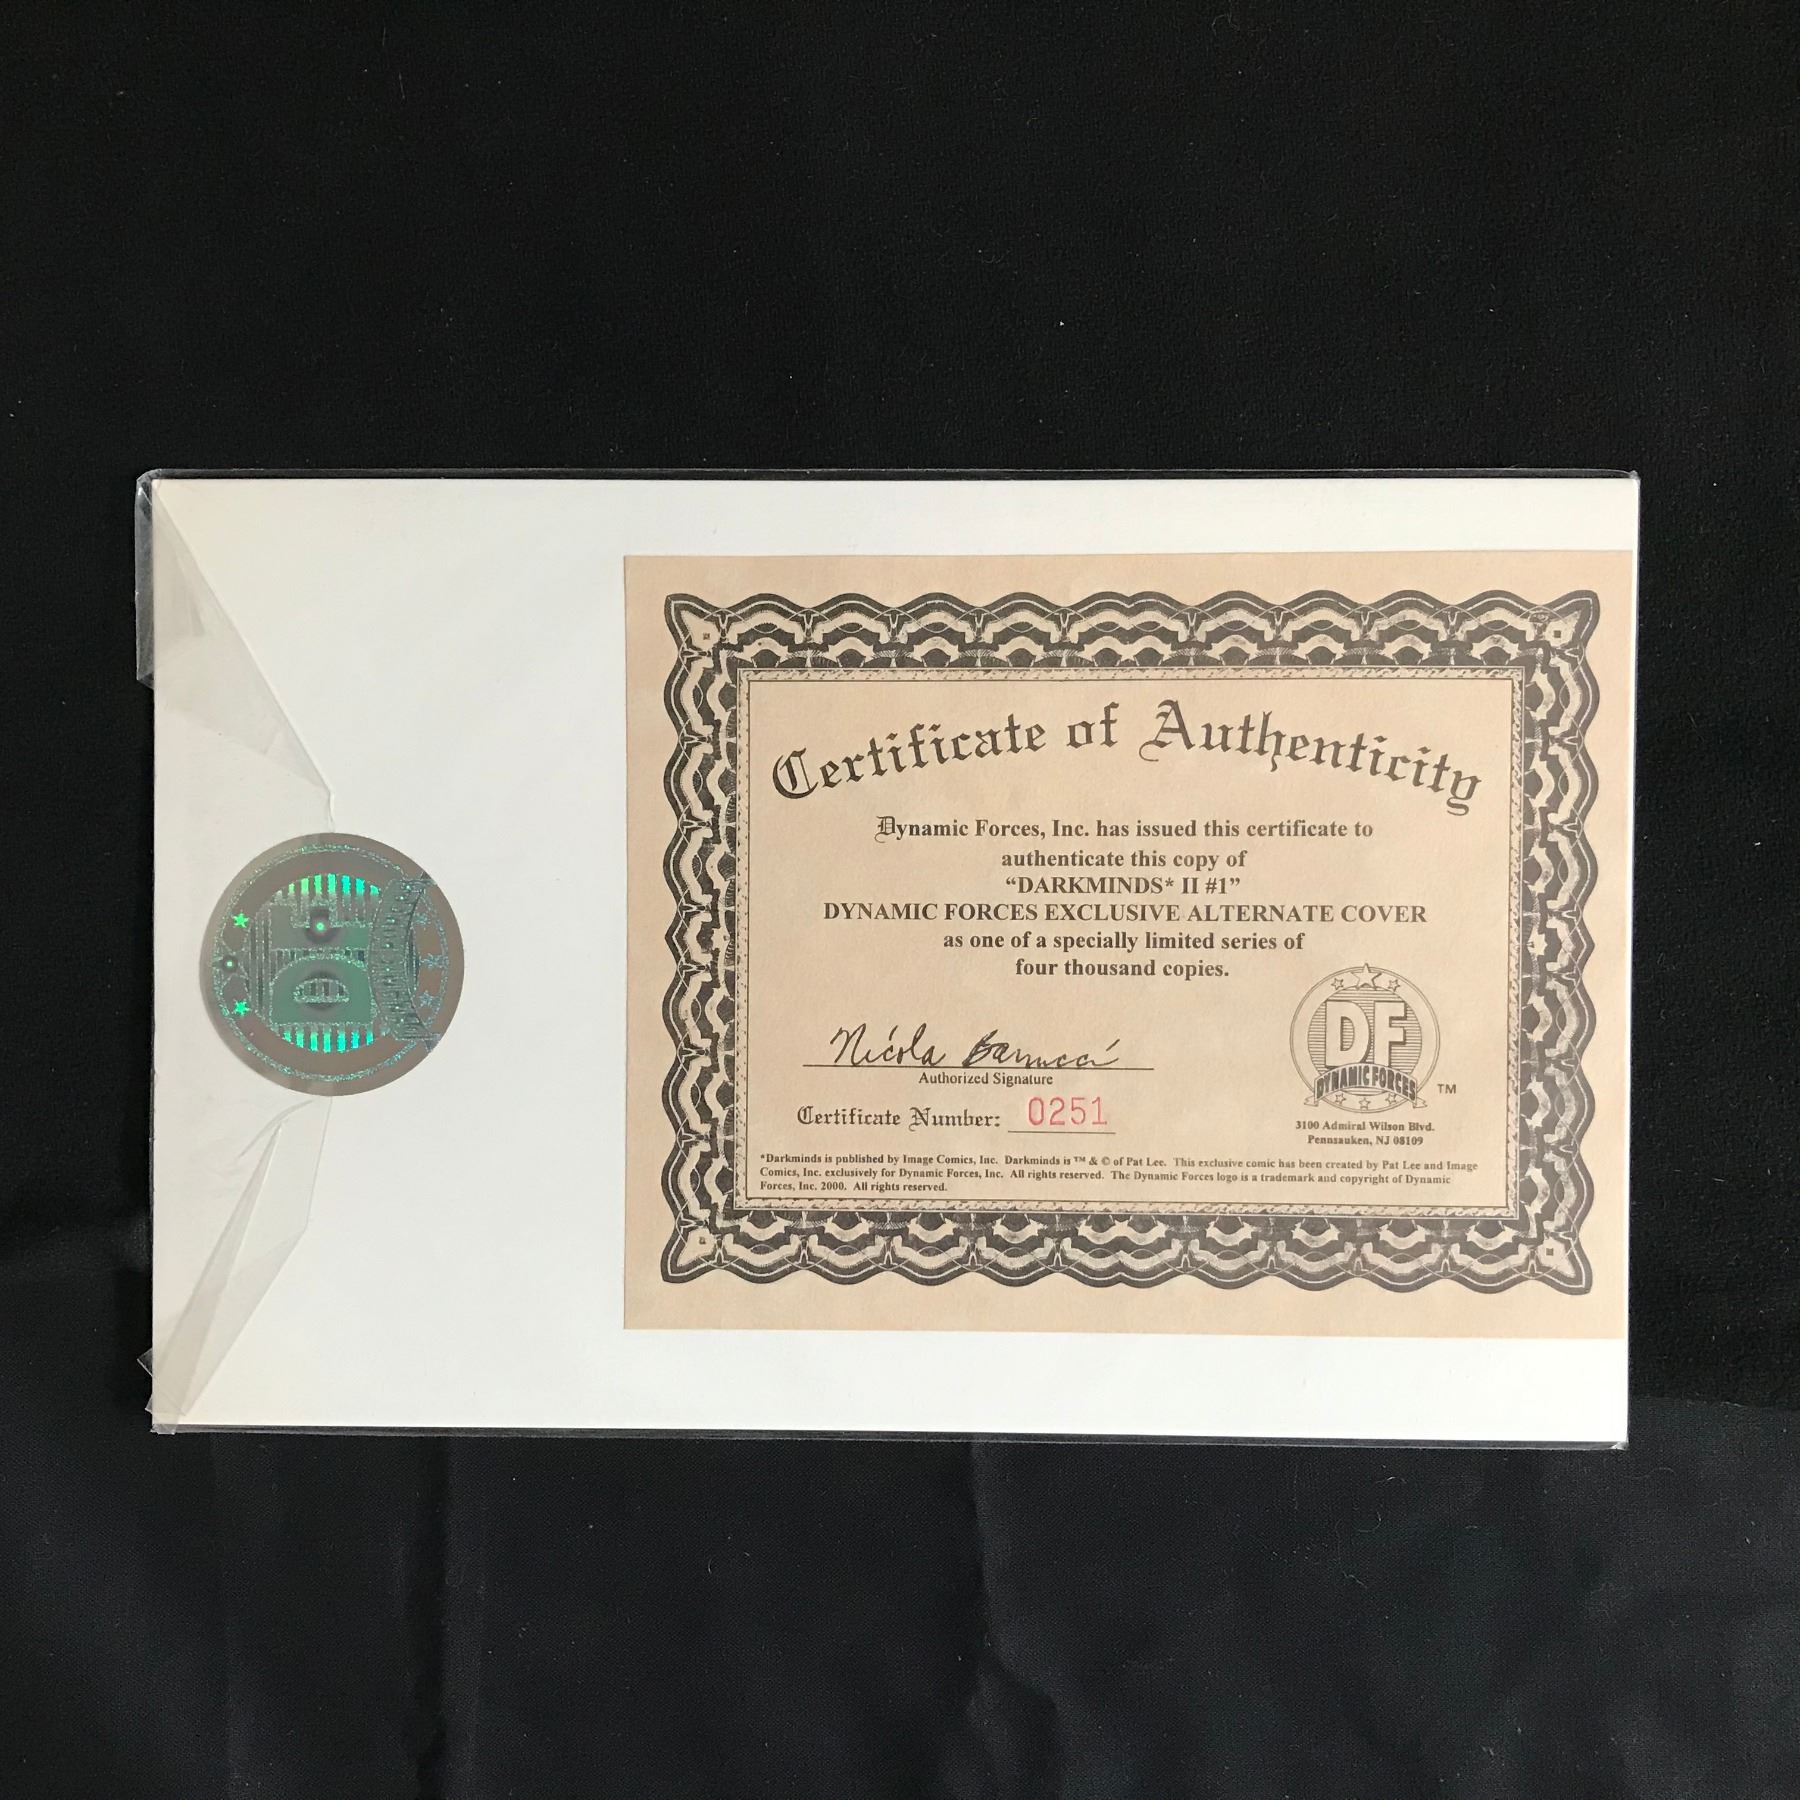 Certificate of Authenticity
Dynamic Forces, Inc. has issued this certificate to
authenticate this copy of
“DARKMINDS* II #1”
DYNAMIC FORCES EXCLUSIVE ALTERNATE COVER
as one of a specially limited series of
four thousand copies.
Nicola Barrucci
Authorized Signature
Certificate Number: 0251
DF
DYNAMIC FORCES TM
3100 Admiral Wilson Blvd.
Pennsauken, NJ 08109
*Darkminds is published by Image Comics, Inc. Darkminds is ™ & © of Pat Lee. This exclusive comic has been created by Pat Lee and Image
Comics, Inc. exclusively for Dynamic Forces, Inc. All rights reserved. The Dynamic Forces logo is a trademark and copyright of Dynamic
Forces, Inc. 2000. All rights reserved.
DF
DYNAMIC FORCES